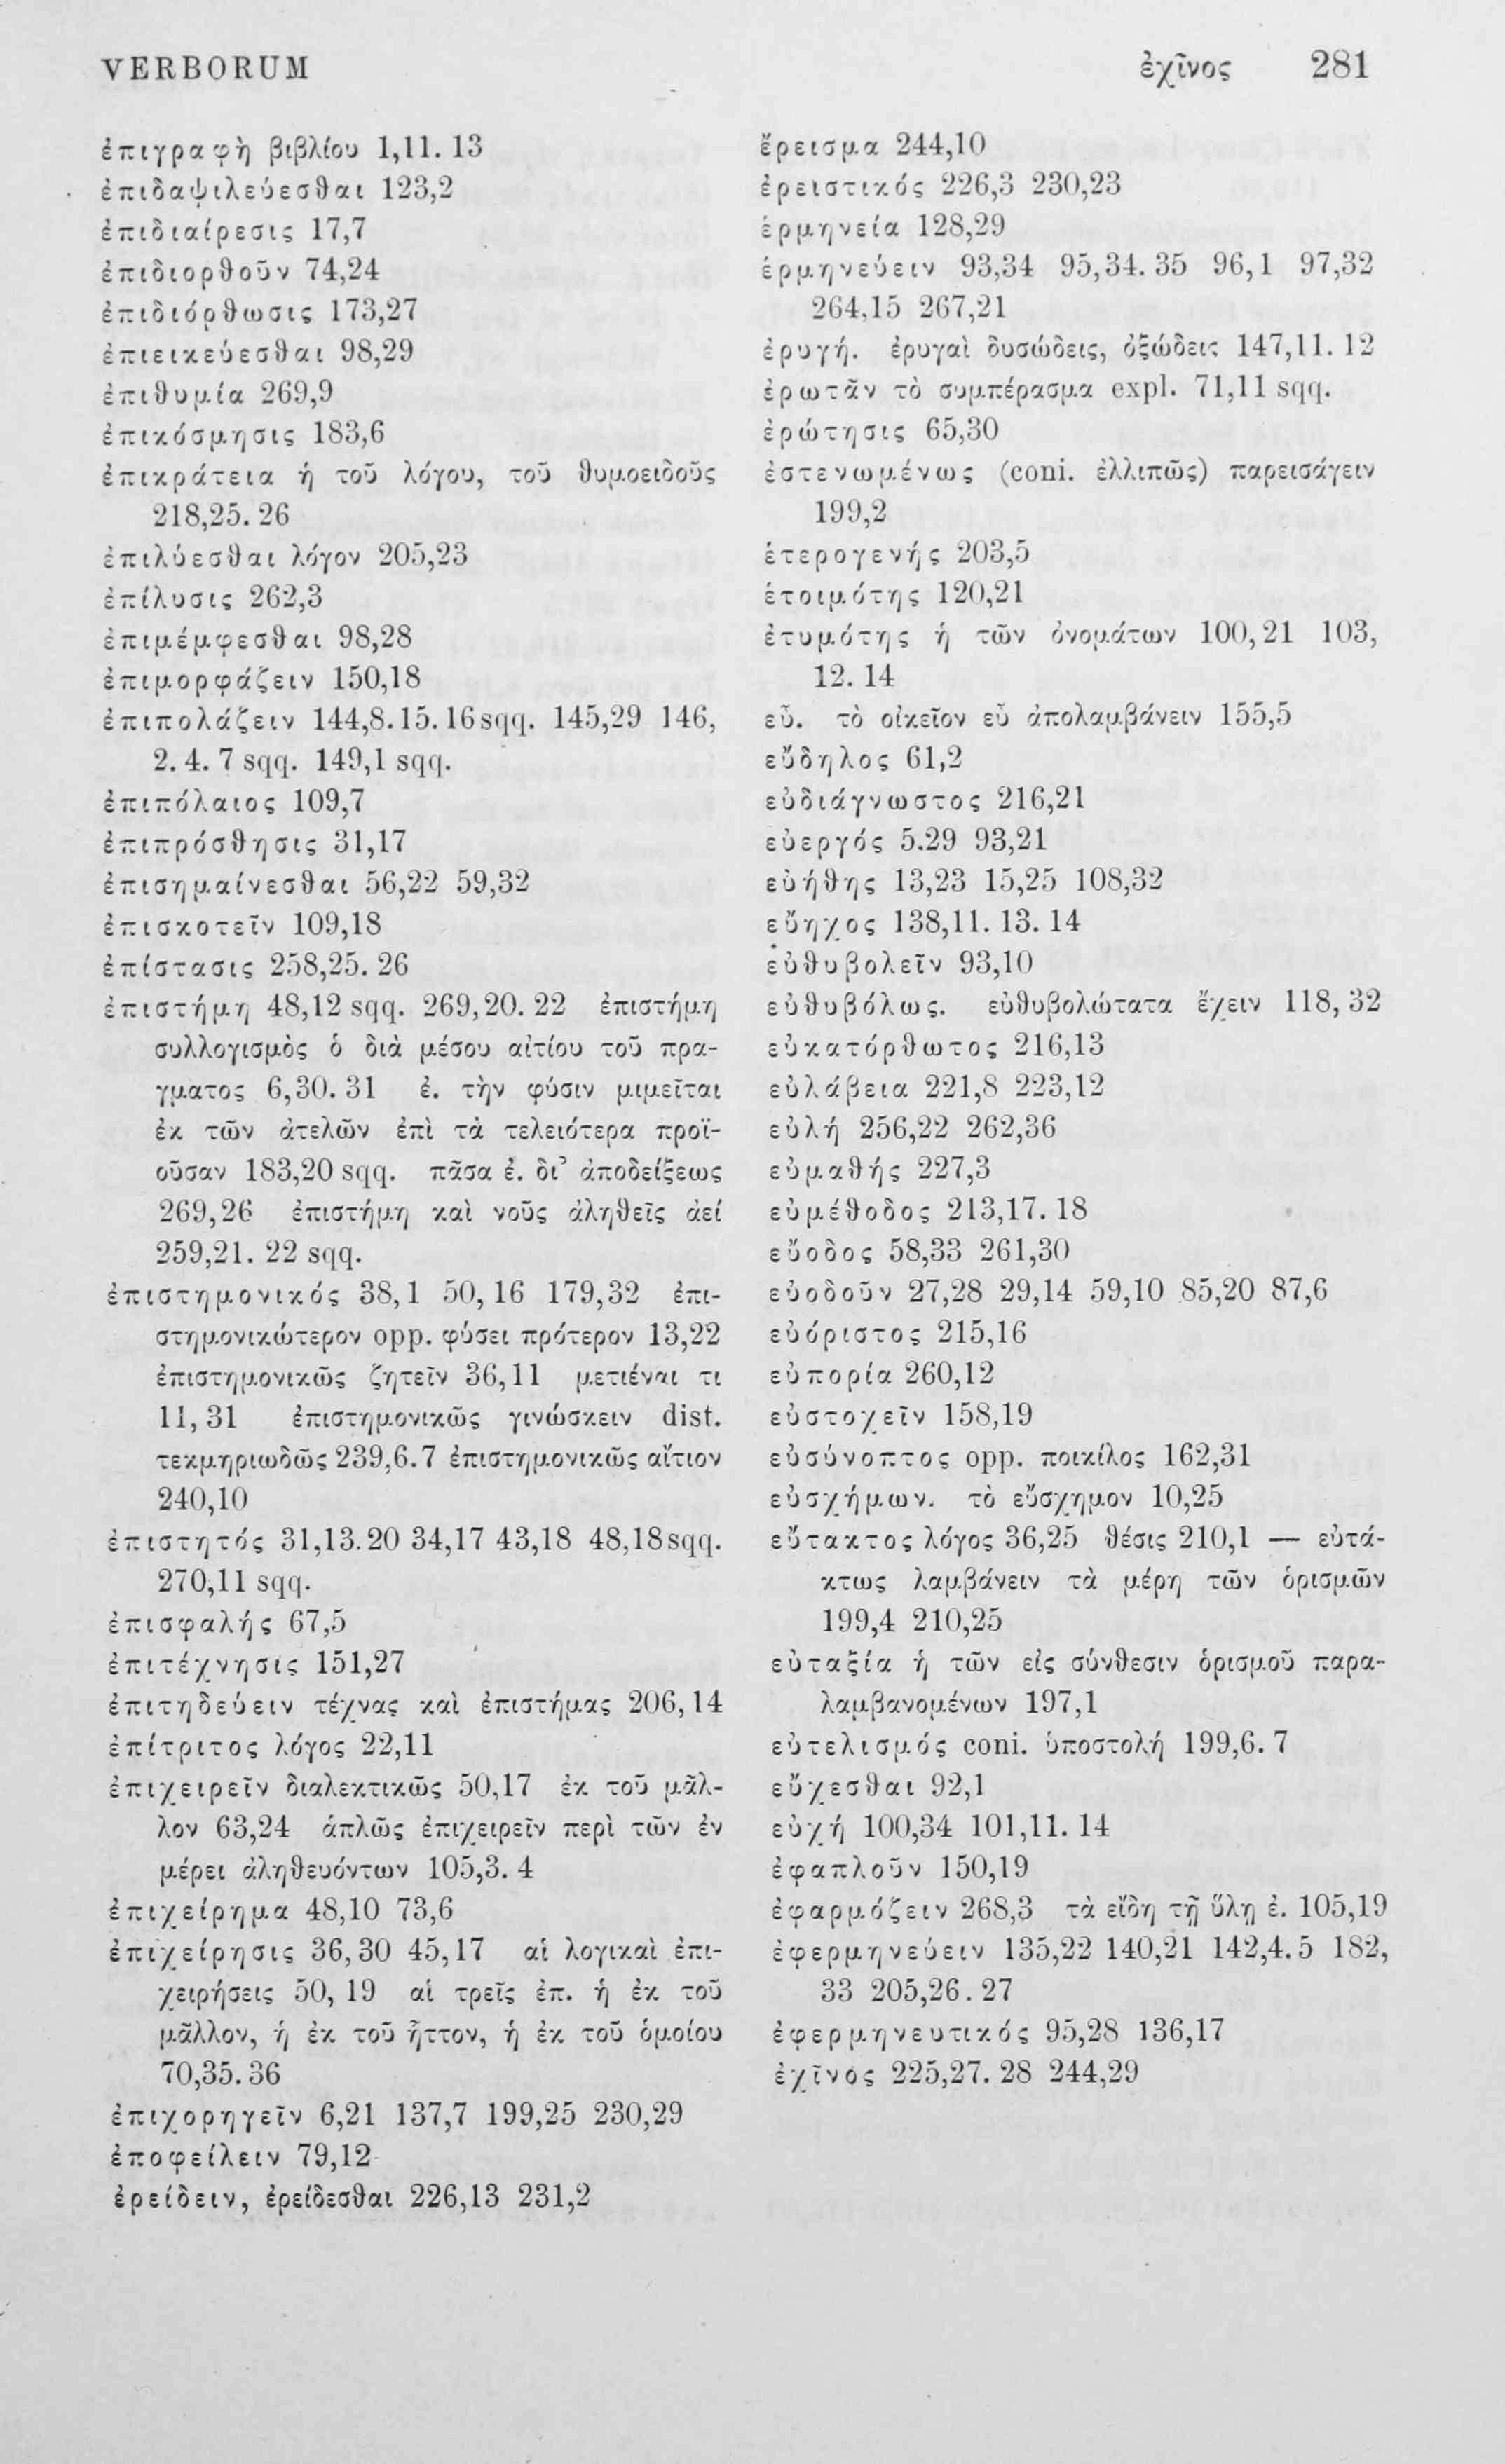 VERBORUM ἐχῖνος 281
ἐπιγραφὴ βιβλίου 1,11. 13
ἐπιδαψιλεύεσθαι 123,2
ἐπιδιαίρεσις 17,7
ἐπιδιορθοῦν 74,24
ἐπιδιόρθωσις 173,27
ἐπιεικεύεσθαι 98,29
ἐπιθυμία 269,9
ἐπικόσμησις 183,6
ἐπικράτεια ἡ τοῦ λόγου, τοῦ θυμοειδοῦς
218,25. 26
ἐπιλύεσθαι λόγον 205,23
ἐπίλυσις 262,3
ἐπιμέμφεσθαι 98,28
ἐπιμορφάζειν 150,18
ἐπιπολάζειν 144,8. 15. 16 sqq. 145,29 146,
2. 4. 7 sqq. 149,1 sqq.
ἐπιπόλαιος 109,7
ἐπιπρόσθησις 31,17
ἐπισημαίνεσθαι 56,22 59,32
ἐπισκοτεῖν 109,18
ἐπίστασις 258,25. 26
ἐπιστήμη 48,12 sqq. 269,20. 22 ἐπιστήμη
συλλογισμὸς ὁ διὰ μέσου αἰτίου τοῦ πρα-
γματος 6,30. 31 ἐ. τὴν φύσιν μιμεῖται
ἐκ τῶν ἀτελῶν ἐπὶ τὰ τελειότερα προϊ-
οῦσαν 183,20 sqq. πᾶσα ἐ. δι’ ἀποδείξεως
269,26 ἐπιστήμη καὶ νοῦς ἀληθεῖς ἀεί
259,21. 22 sqq.
ἐπιστημονικός 38,1 50,16 179,32 ἐπι-
στημονικώτερον opp. φύσει πρότερον 13,22
ἐπιστημονικῶς ζητεῖν 36,11 μετιέναι τι
11,31 ἐπιστημονικῶς γινώσκειν dist.
τεκμηριωδῶς 239,6. 7 ἐπιστημονικῶς αἴτιον
240,10
ἐπιστητός 31,13. 20 34,17 43,18 48,18 sqq.
270,11 sqq.
ἐπισφαλής 67,5
ἐπιτέχνησις 151,27
ἐπιτηδεύειν τέχνας καὶ ἐπιστήμας 206,14
ἐπίτριτος λόγος 22,11
ἐπιχειρεῖν διαλεκτικῶς 50,17 ἐκ τοῦ μᾶλ-
λον 63,24 ἁπλῶς ἐπιχειρεῖν περὶ τῶν ἐν
μέρει ἀληθευόντων 105,3. 4
ἐπιχείρημα 48,10 73,6
ἐπιχείρησις 36,30 45,17 αἱ λογικαὶ ἐπι-
χειρήσεις 50,19 αἱ τρεῖς ἐπ. ἡ ἐκ τοῦ
μᾶλλον, ἡ ἐκ τοῦ ἧττον, ἡ ἐκ τοῦ ὁμοίου
70,35. 36
ἐπιχορηγεῖν 6,21 137,7 199,25 230,29
ἐποφείλειν 79,12
ἐρείδειν, ἐρείδεσθαι 226,13 231,2
ἔρεισμα 244,10
ἐρειστικός 226,3 230,23
ἑρμηνεία 128,29
ἑρμηνεύειν 93,34 95,34. 35 96,1 97,32
264,15 267,21
ἐρυγή. ἐρυγαὶ δυσώδεις, ὀξώδεις 147,11. 12
ἐρωτᾶν τὸ συμπέρασμα expl. 71,11 sqq.
ἐρώτησις 65,30
ἐστενωμένως (coni. ἐλλιπῶς) παρεισάγειν
199,2
ἑτερογενής 203,5
ἑτοιμότης 120,21
ἐτυμότης ἡ τῶν ὀνομάτων 100,21 103,
12. 14
εὖ. τὸ οἰκεῖον εὖ ἀπολαμβάνειν 155,5
εὔδηλος 61,2
εὐδιάγνωστος 216,21
εὐεργός 5.29 93,21
εὐήθης 13,23 15,25 108,32
εὔηχος 138,11. 13. 14
εὐθυβολεῖν 93,10
εὐθυβόλως. εὐθυβολώτατα ἔχειν 118,32
εὐκατόρθωτος 216,13
εὐλάβεια 221,8 223,12
εὐλή 256,22 262,36
εὐμαθής 227,3
εὐμέθοδος 213,17. 18
εὔοδος 58,33 261,30
εὐοδοῦν 27,28 29,14 59,10 85,20 87,6
εὐόριστος 215,16
εὐπορία 260,12
εὐστοχεῖν 158,19
εὐσύνοπτος opp. ποικίλος 162,31
εὐσχήμων. τὸ εὔσχημον 10,25
εὔτακτος λόγος 36,25 θέσις 210,1 — εὐτά-
κτως λαμβάνειν τὰ μέρη τῶν ὁρισμῶν
199,4 210,25
εὐταξία ἡ τῶν εἰς σύνθεσιν ὁρισμοῦ παρα-
λαμβανομένων 197,1
εὐτελισμός coni. ὑποστολή 199,6. 7
εὔχεσθαι 92,1
εὐχή 100,34 101,11. 14
ἐφαπλοῦν 150,19
ἐφαρμόζειν 268,3 τὰ εἴδη τῇ ὕλῃ ἐ. 105,19
ἐφερμηνεύειν 135,22 140,21 142,4. 5 182,
33 205,26. 27
ἐφερμηνευτικός 95,28 136,17
ἐχῖνος 225,27. 28 244,29